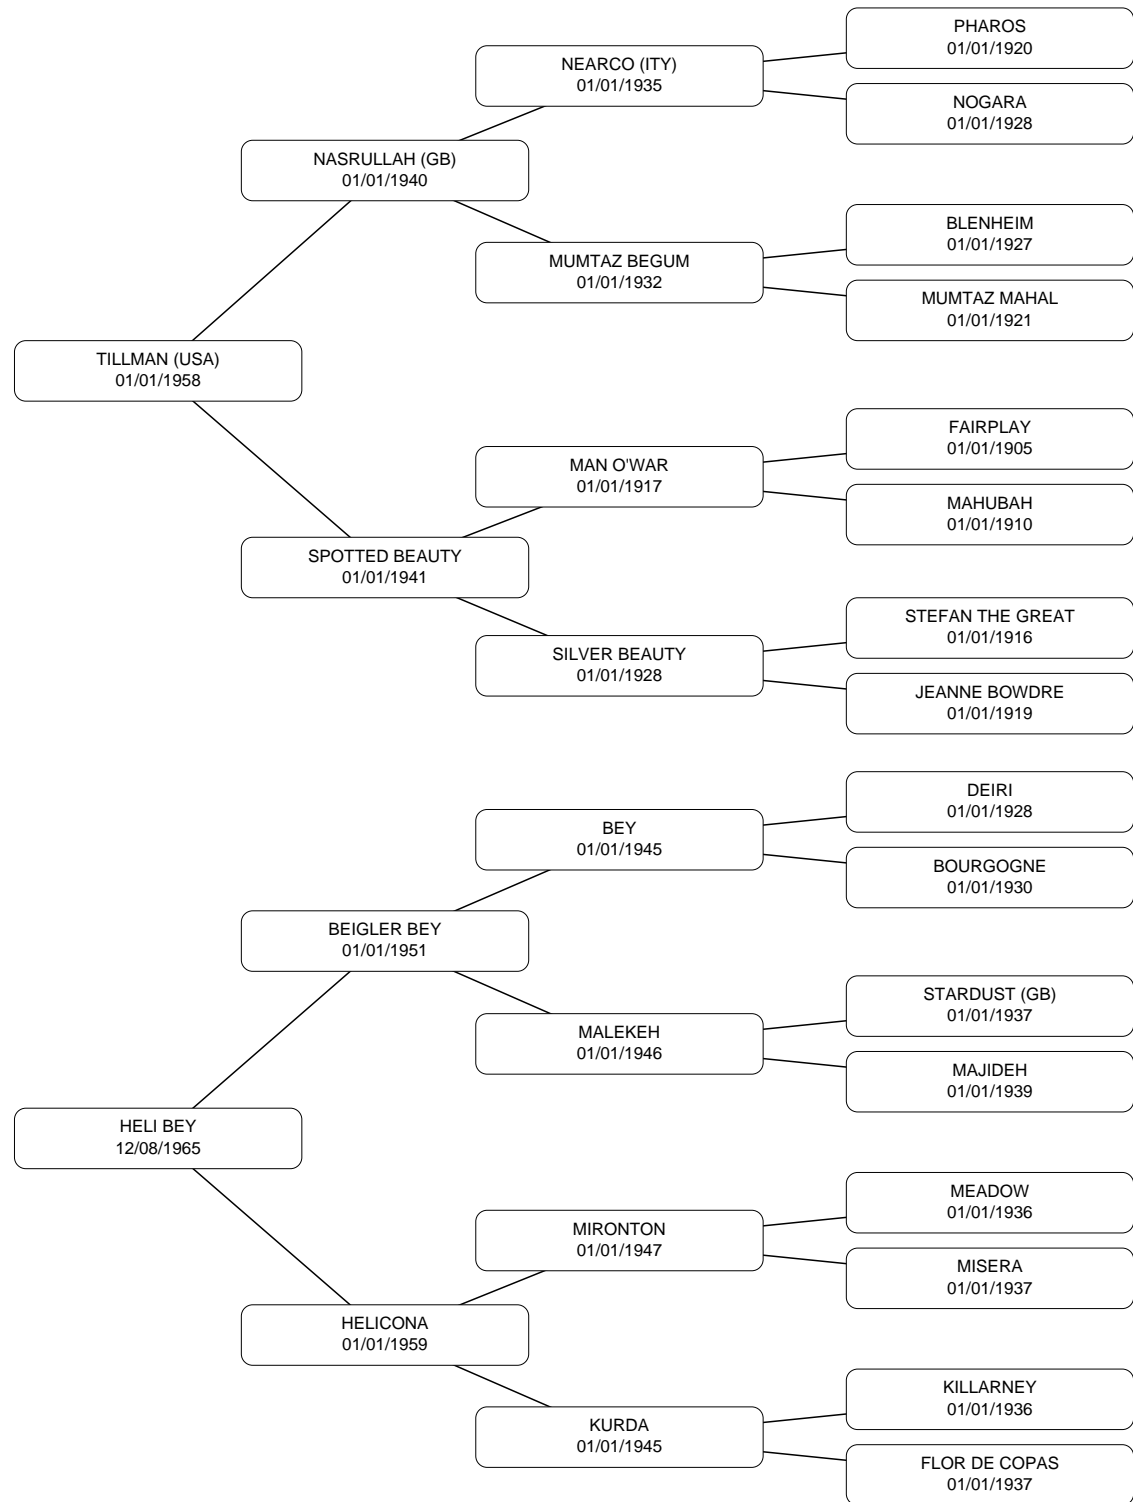 PHAROS
01/01/1920
NEARCO (ITY)
01/01/1935
NOGARA
01/01/1928
NASRULLAH (GB)
01/01/1940
BLENHEIM
01/01/1927
MUMTAZ BEGUM
01/01/1932
MUMTAZ MAHAL
01/01/1921
TILLMAN (USA)
01/01/1958
FAIRPLAY
01/01/1905
MAN O'WAR
01/01/1917
MAHUBAH
01/01/1910
SPOTTED BEAUTY
01/01/1941
STEFAN THE GREAT
01/01/1916
SILVER BEAUTY
01/01/1928
JEANNE BOWDRE
01/01/1919
DEIRI
01/01/1928
BEY
01/01/1945
BOURGOGNE
01/01/1930
BEIGLER BEY
01/01/1951
STARDUST (GB)
01/01/1937
MALEKEH
01/01/1946
MAJIDEH
01/01/1939
HELI BEY
12/08/1965
MEADOW
01/01/1936
MIRONTON
01/01/1947
MISERA
01/01/1937
HELICONA
01/01/1959
KILLARNEY
01/01/1936
KURDA
01/01/1945
FLOR DE COPAS
01/01/1937